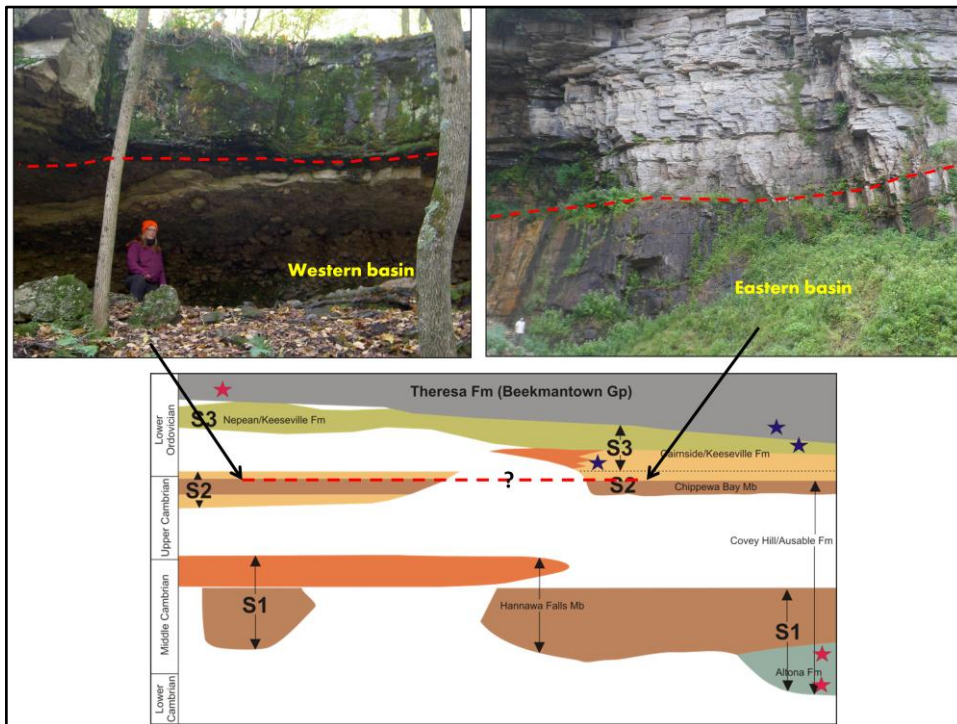 Western basin
Eastern basin
Theresa Fm (Beekmantown Gp)
Lower
Ordovician
S3
Nepean/Keeseville Fm
S3
Cairnside/Keeseville Fm
?
S2
S2
Chippewa Bay Mb
Upper Cambrian
Covey Hill/Ausable Fm
Middle Cambrian
S1
Hannawa Falls Mb
S1
Altona Fm
Lower
Cambrian